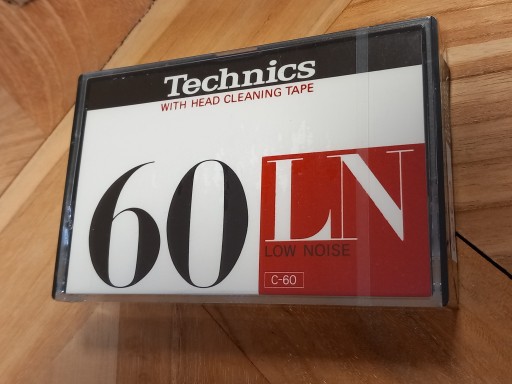 Technics
WITH HEAD CLEANING TAPE
60 LN
LOW NOISE
C-60